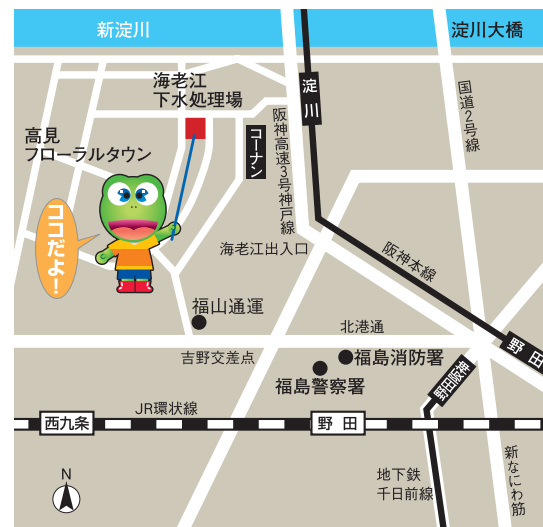 新淀川
淀川大橋
海老江
下水処理場
淀川
国道2号線
高見
フローラルタウン
コーナン
阪神高速3号神戸線
ココだよ!
海老江出入口
阪神本線
福山通運
北港通
吉野交差点
福島消防署
野田
福島警察署
野田阪神
JR環状線
西九条
野田
新なにわ筋
地下鉄
千日前線
N